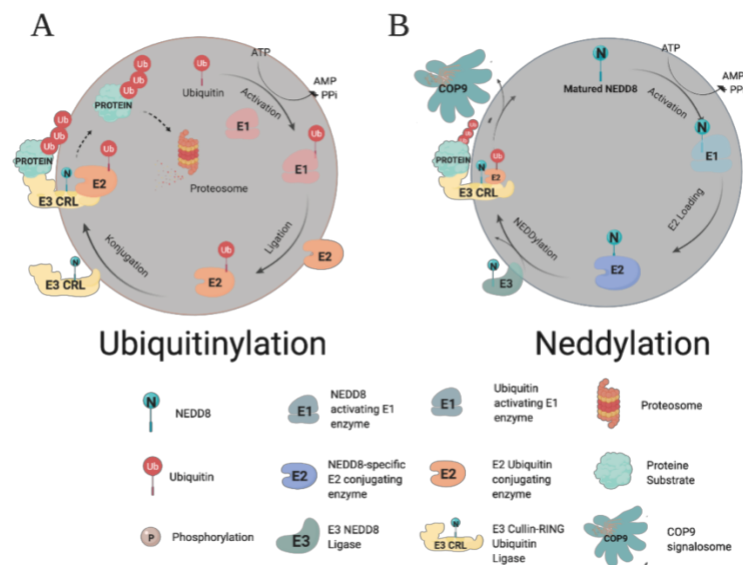 A
Ub
Ub
Ub
PROTEIN
Ub
Ubiquitin
ATP
AMP
PPi
Activation
E1
Ub
E1
Proteosome
Ub
Ub
Ub
PROTEIN
N
Ub
E2
E3 CRL
Ligation
E2
Ub
E2
Konjugation
N
E3 CRL
Ubiquitinylation
B
COP9
N
Matured NEDD8
ATP
AMP
PPi
Activation
N
E1
Ub
Ub
Ub
PROTEIN
N
Ub
E2
E3 CRL
E2 Loading
NEDDylation
N
E2
N
E3
Neddylation
N
NEDD8
E1
NEDD8
activating E1
enzyme
E1
Ubiquitin
activating E1
enzyme
Proteosome
Ub
Ubiquitin
E2
NEDD8-specific
E2 conjugating
enzyme
E2
E2 Ubiquitin
conjugating
enzyme
Proteine
Substrate
P
Phosphorylation
E3
E3 NEDD8
Ligase
N
E3 CRL
E3 Cullin-RING
Ubiquitin
Ligase
COP9
COP9
signalosome